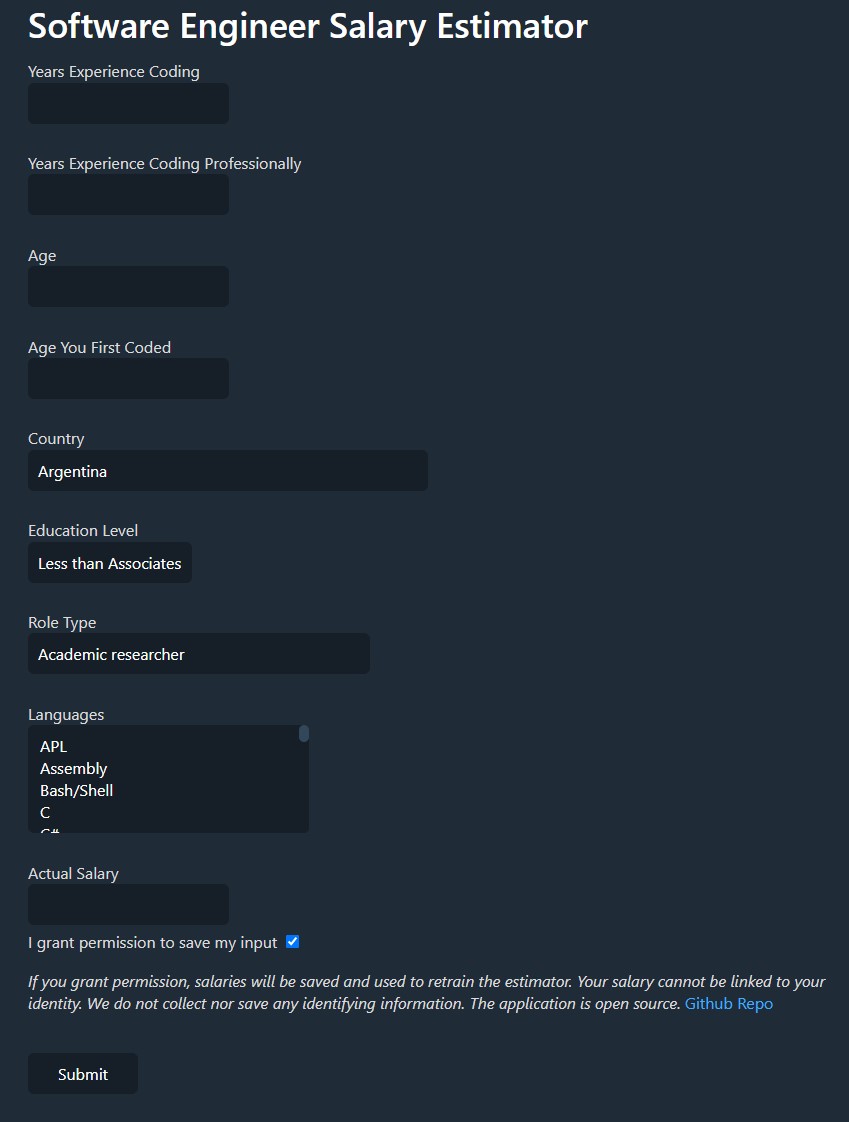 Software Engineer Salary Estimator
Years Experience Coding
Years Experience Coding Professionally
Age
Age You First Coded
Country
Argentina
Education Level
Less than Associates
Role Type
Academic researcher
Languages
APL
Assembly
Bash/Shell
C
C#
Actual Salary
I grant permission to save my input
If you grant permission, salaries will be saved and used to retrain the estimator. Your salary cannot be linked to your
identity. We do not collect nor save any identifying information. The application is open source. Github Repo
Submit